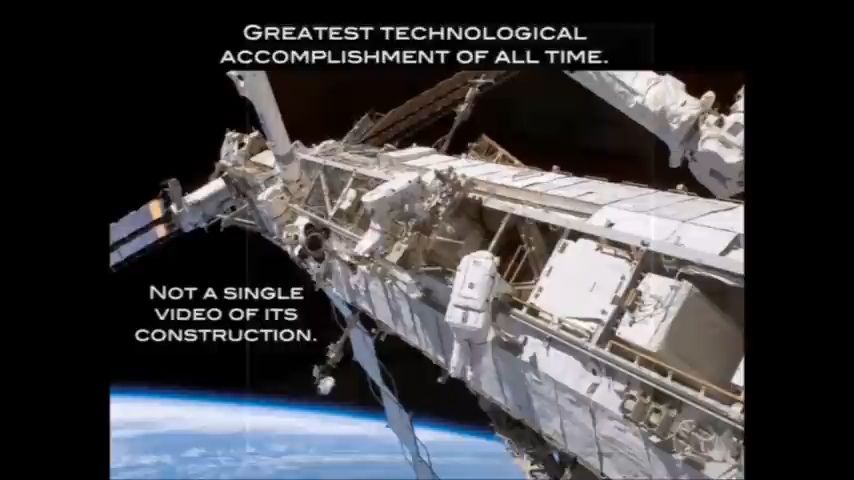 Greatest technological
accomplishment of all time.
Not a single
video of its
construction.